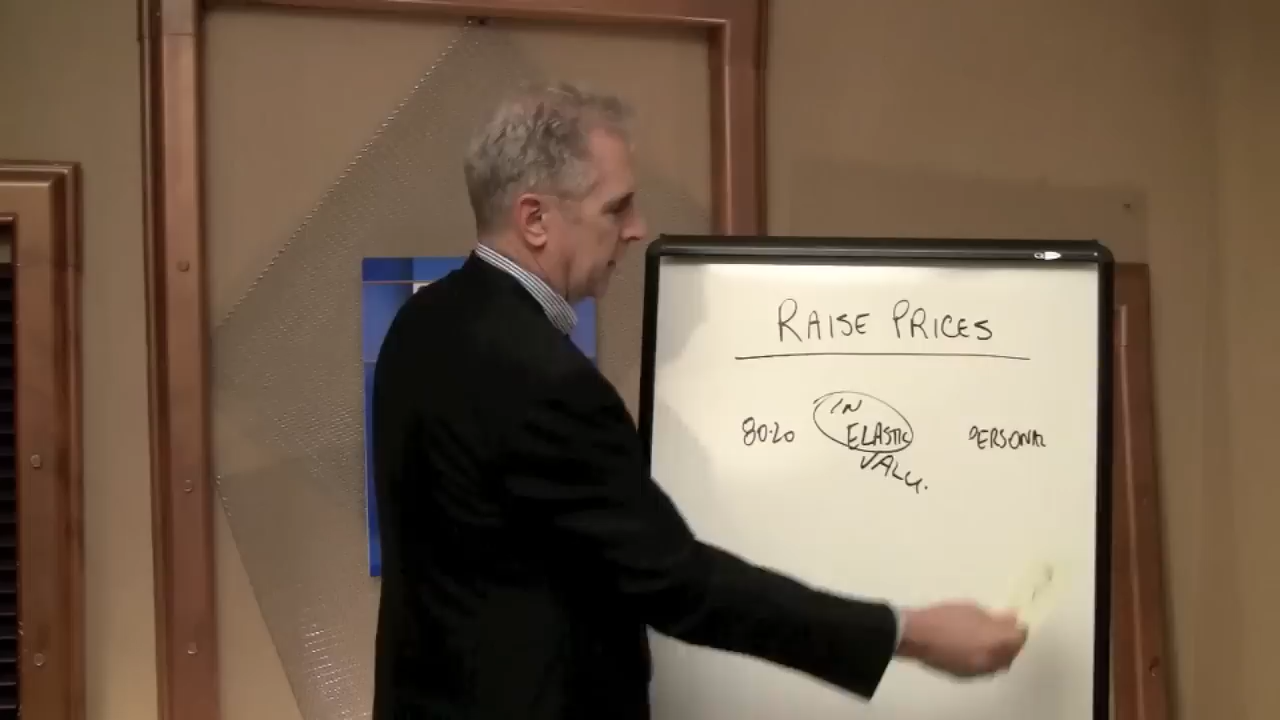 RAISE PRICES
80·20
IN
ELASTIC
PERSONAL
VALU.